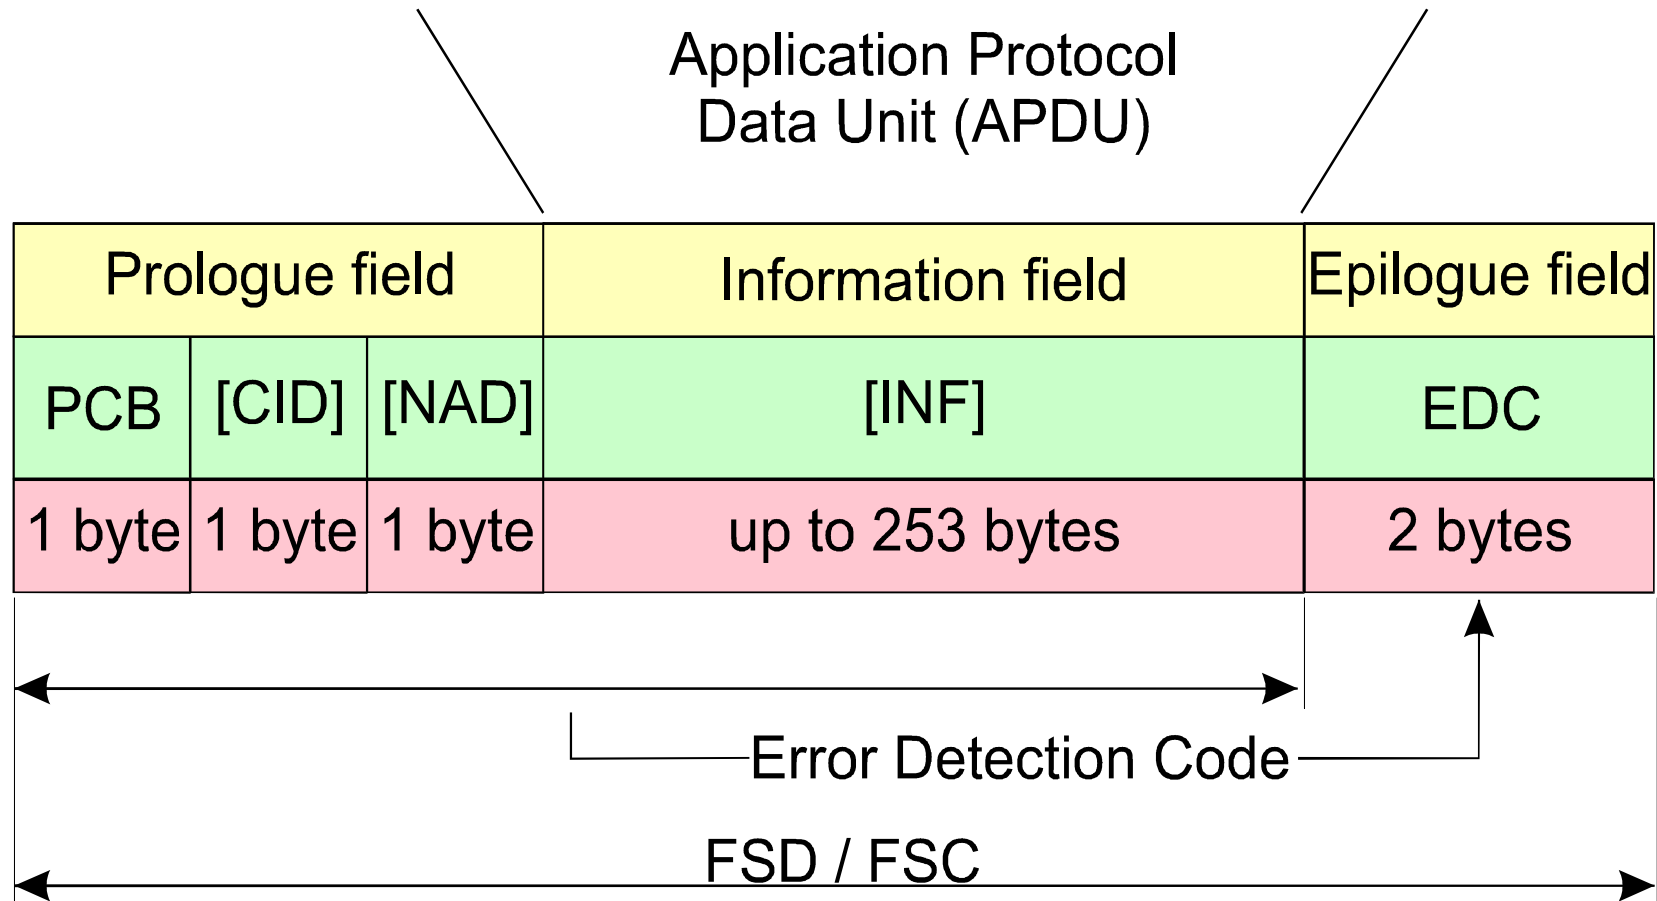 Application Protocol
Data Unit (APDU)
Prologue field
Information field
Epilogue field
PCB
[CID]
[NAD]
[INF]
EDC
1 byte
1 byte
1 byte
up to 253 bytes
2 bytes
Error Detection Code
FSD / FSC